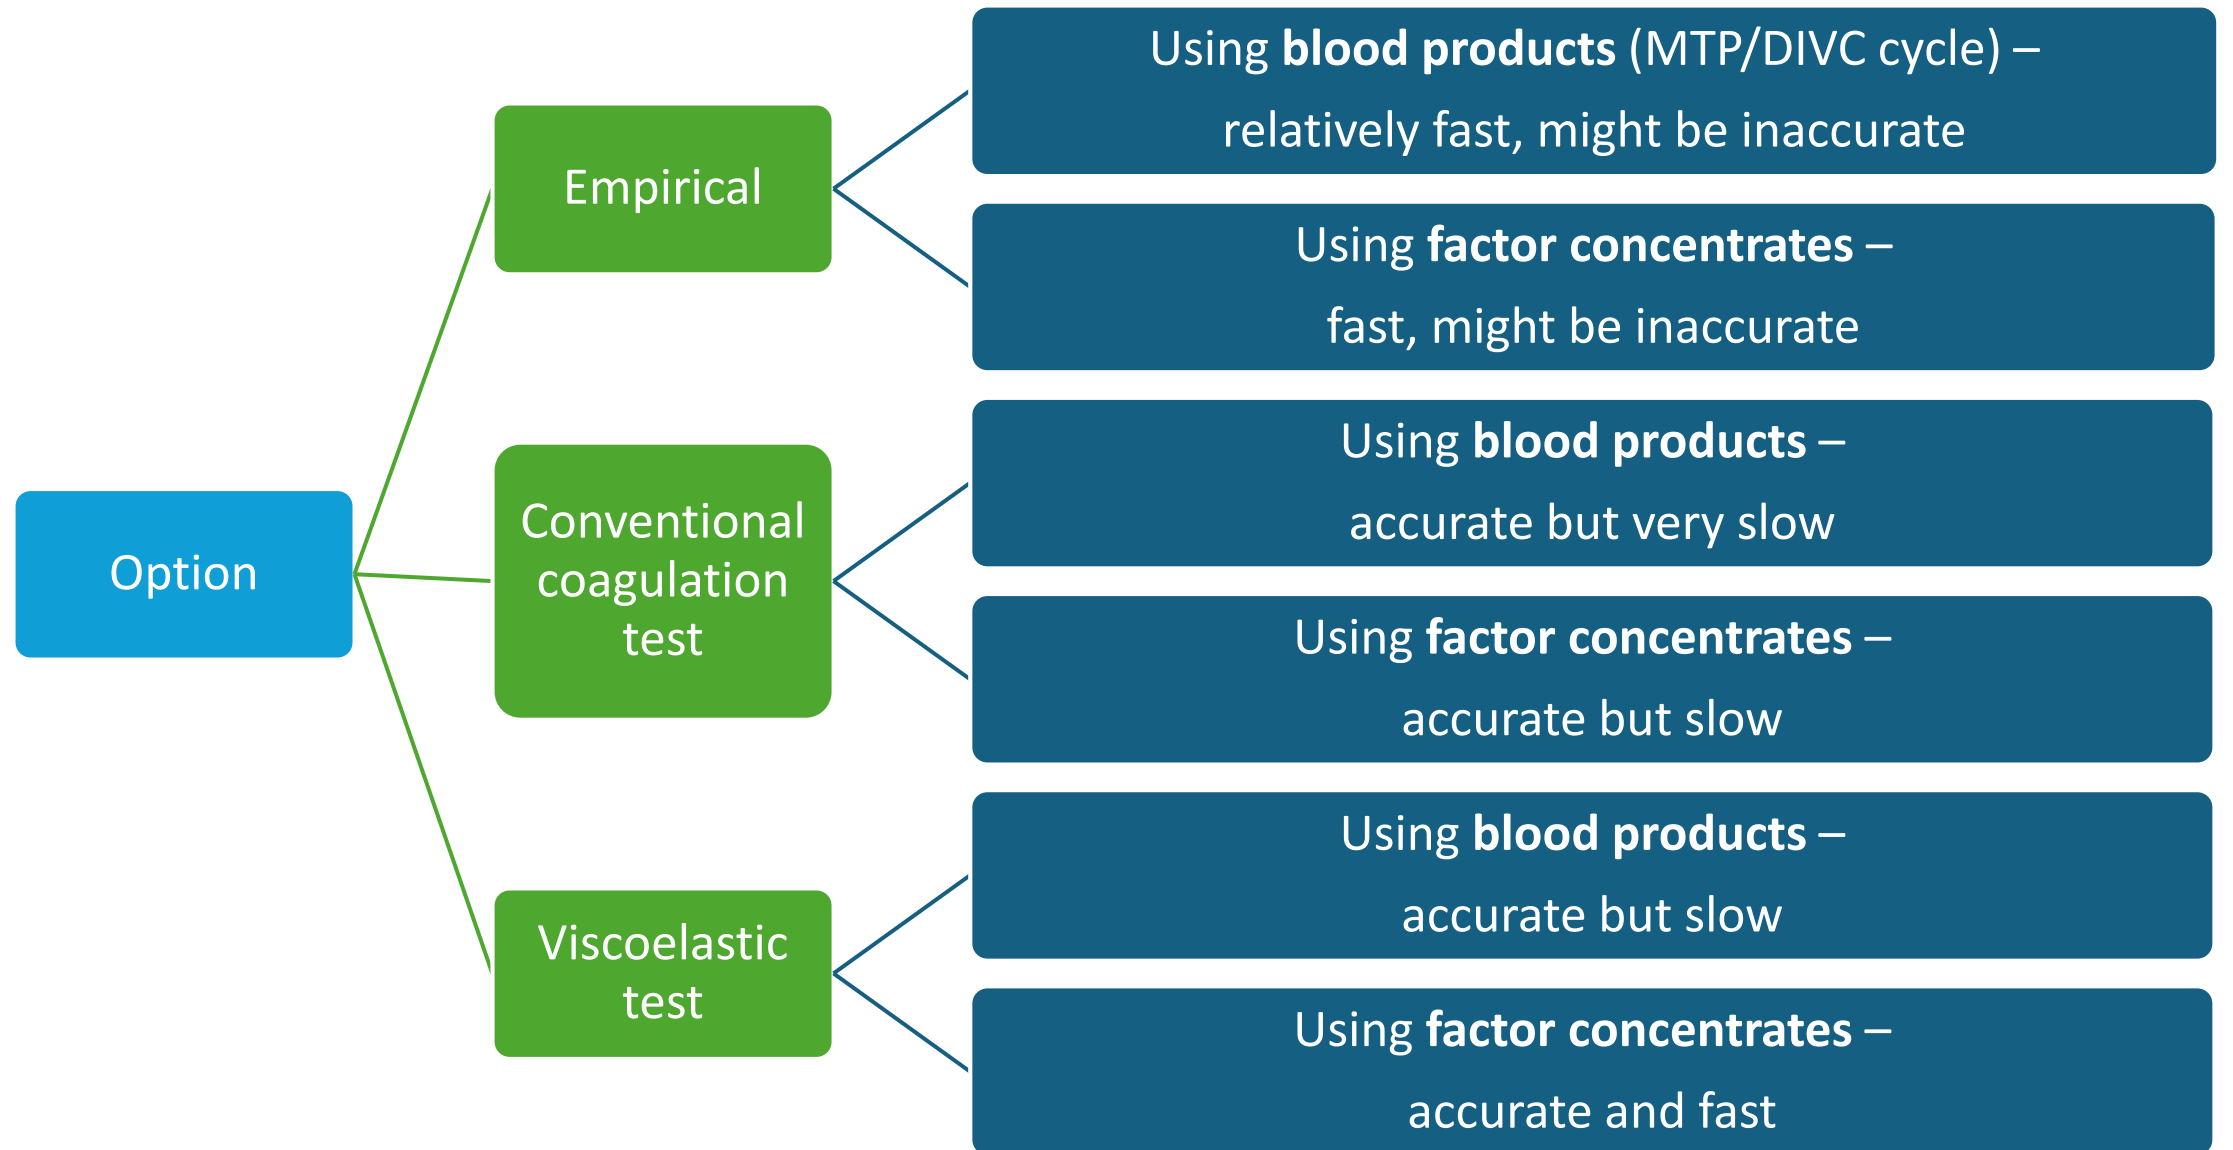 Option
Empirical
Using blood products (MTP/DIVC cycle) –
relatively fast, might be inaccurate
Using factor concentrates –
fast, might be inaccurate
Conventional
coagulation
test
Using blood products –
accurate but very slow
Using factor concentrates –
accurate but slow
Viscoelastic
test
Using blood products –
accurate but slow
Using factor concentrates –
accurate and fast